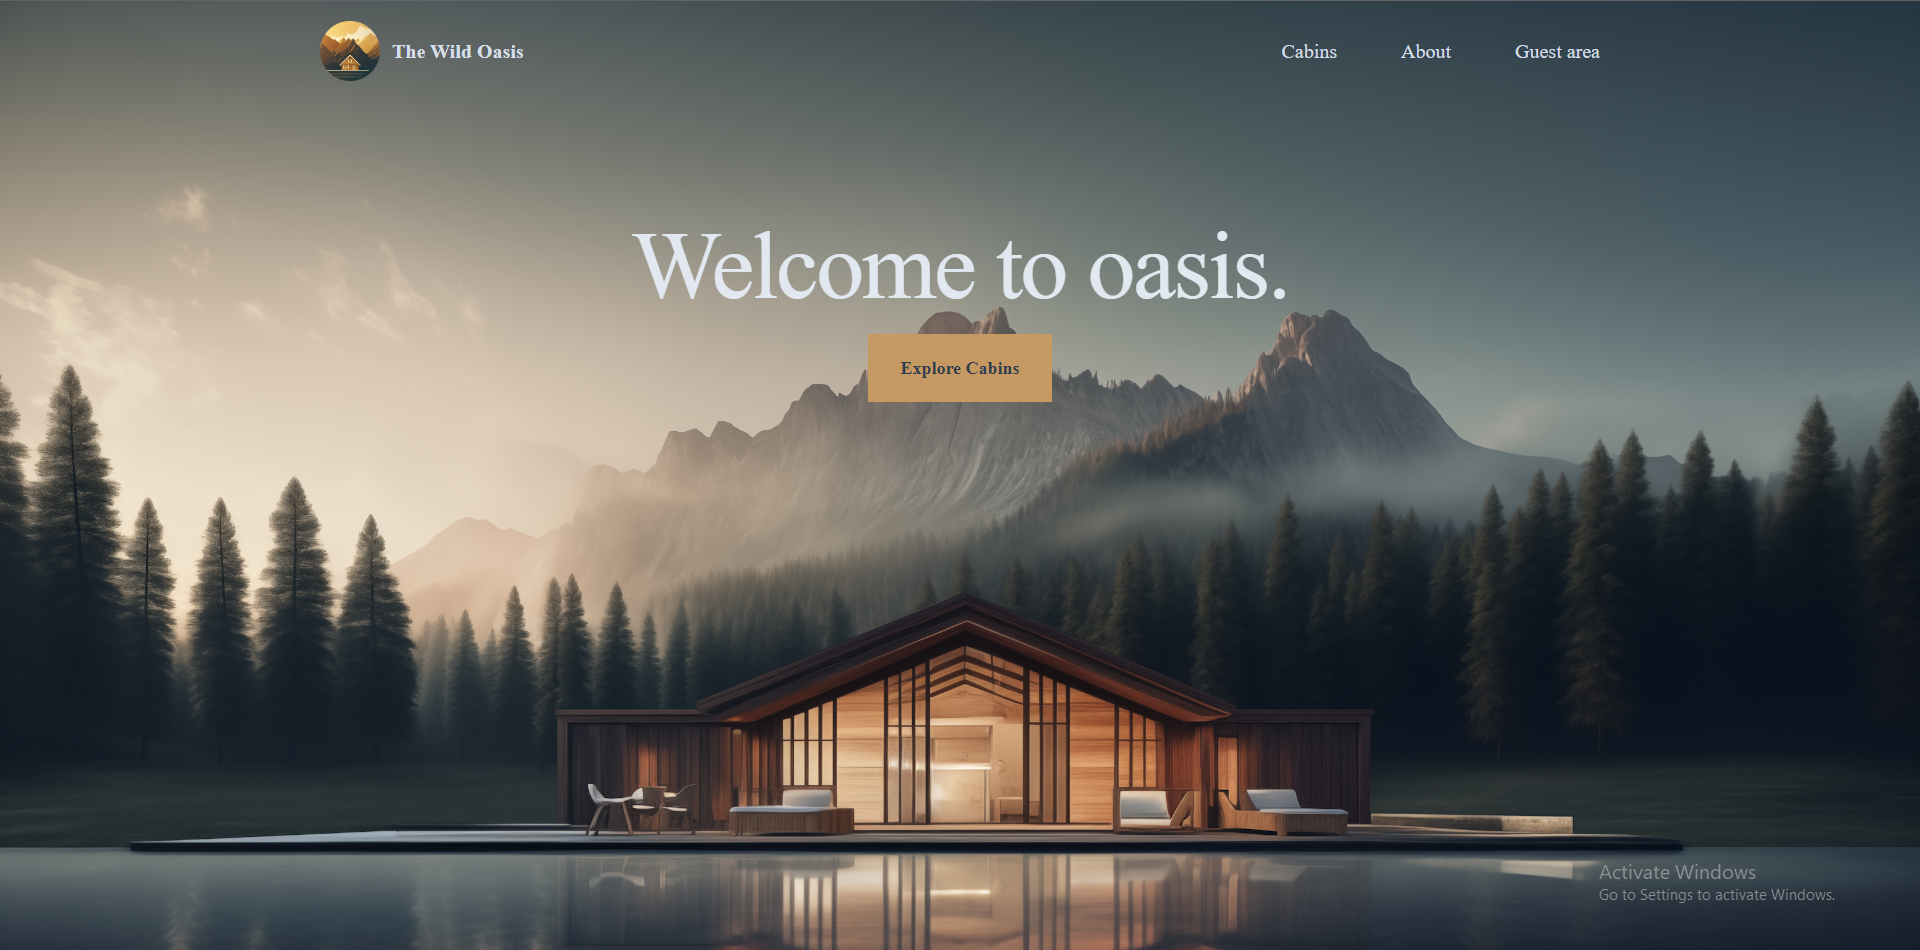 The Wild Oasis
Cabins
About
Guest area
Welcome to oasis.
Explore Cabins
Activate Windows
Go to Settings to activate Windows.